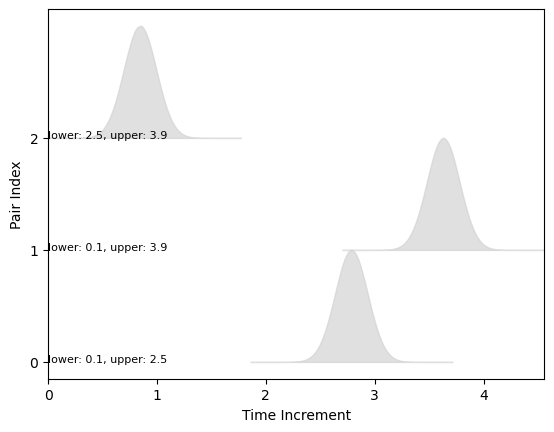 2
lower: 2.5, upper: 3.9
Pair Index
1
lower: 0.1, upper: 3.9
0
lower: 0.1, upper: 2.5
0 1 2 3 4
Time Increment